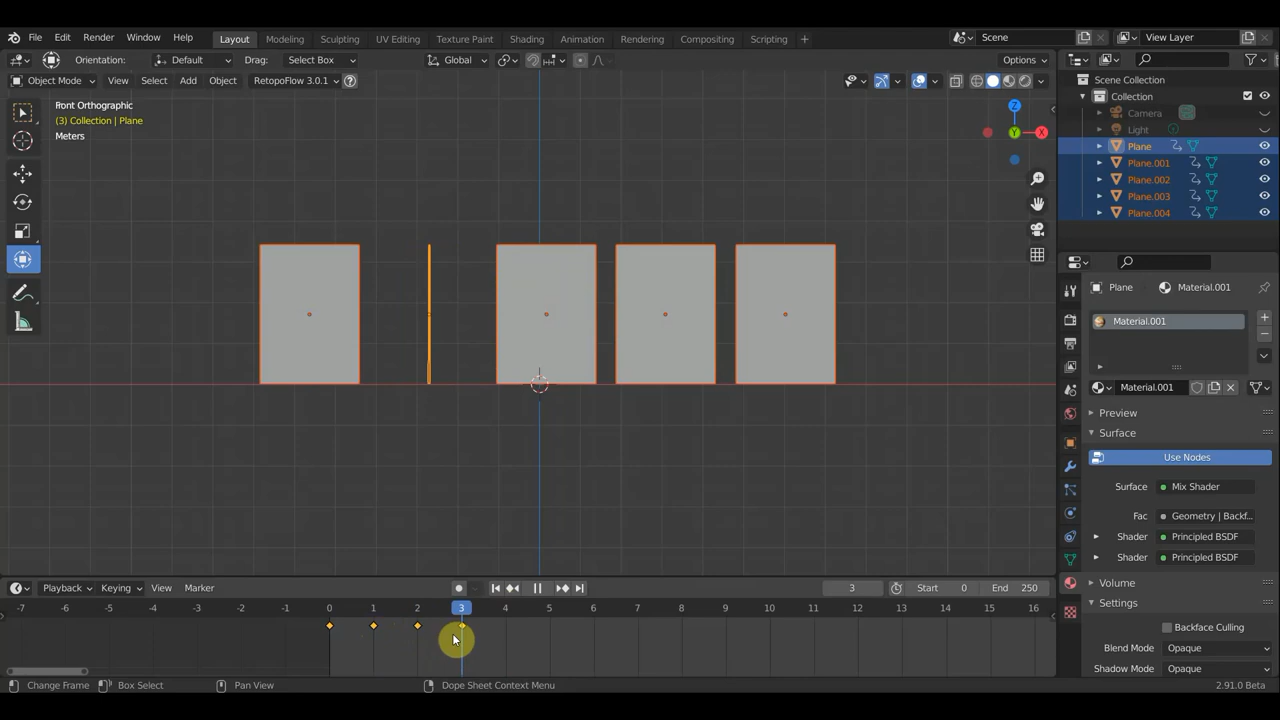 File Edit Render Window Help Layout Modeling Sculpting UV Editing Texture Paint Shading Animation Rendering Compositing Scripting + Scene View Layer
Orientation: Default Drag: Select Box Global Options
Object Mode View Select Add Object RetopoFlow 3.0.1
Front Orthographic
(3) Collection | Plane
Meters
Z
Y
X
Scene Collection
Collection
Camera
Light
Plane
Plane.001
Plane.002
Plane.003
Plane.004
Plane Material.001
Material.001
Material.001
Preview
Surface
Use Nodes
Surface Mix Shader
Fac Geometry | Backf...
Shader Principled BSDF
Shader Principled BSDF
Volume
Settings
Backface Culling
Blend Mode Opaque
Shadow Mode Opaque
Playback Keying View Marker 3 Start 0 End 250
-7 -6 -5 -4 -3 -2 -1 0 1 2 3 4 5 6 7 8 9 10 11 12 13 14 15 16
Change Frame Box Select Pan View Dope Sheet Context Menu 2.91.0 Beta